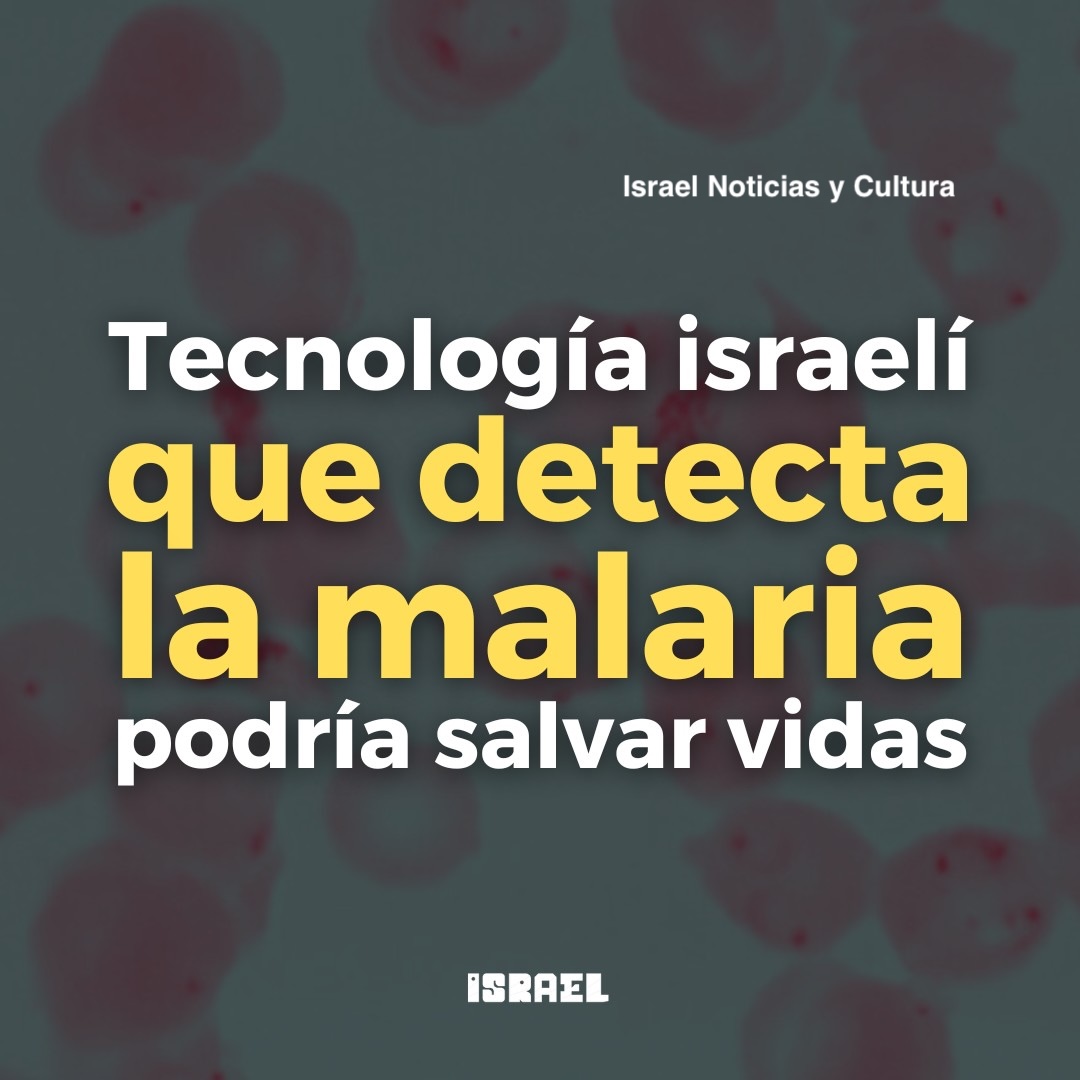 Israel Noticias y Cultura
Tecnología israelí
que detecta
la malaria
podría salvar vidas
ISRAEL